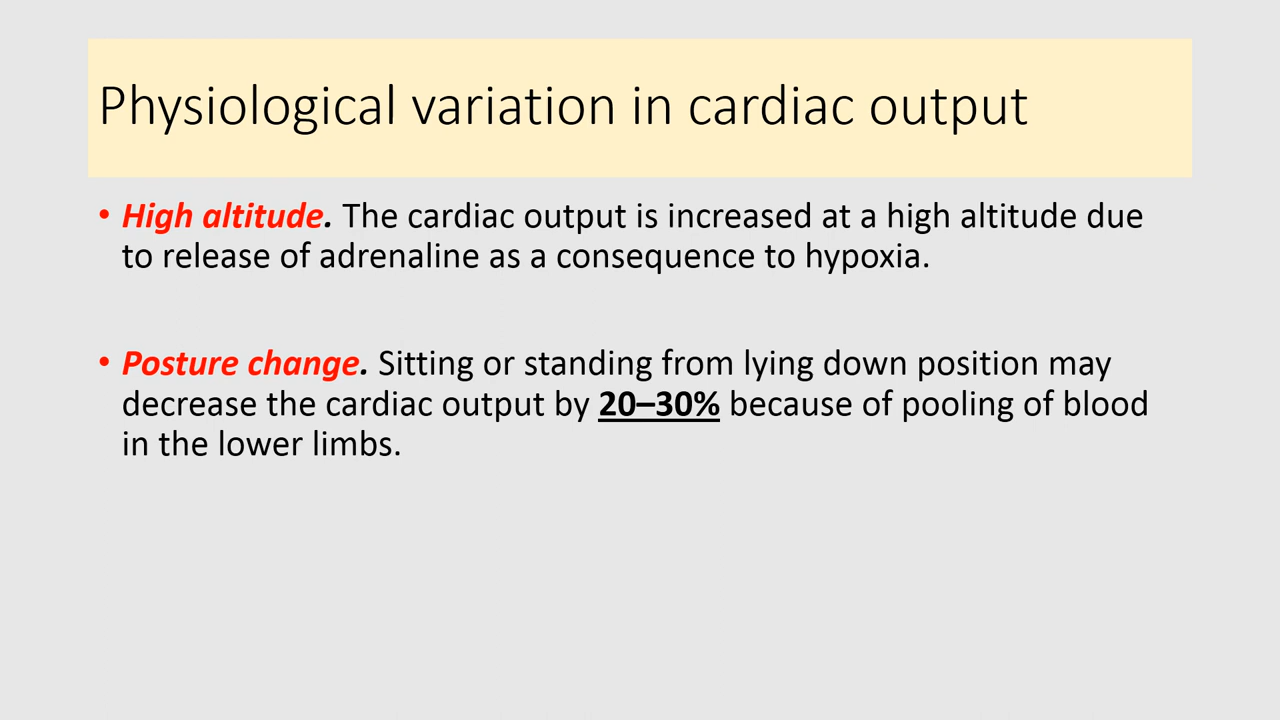 Physiological variation in cardiac output
• High altitude. The cardiac output is increased at a high altitude due
to release of adrenaline as a consequence to hypoxia.
• Posture change. Sitting or standing from lying down position may
decrease the cardiac output by 20–30% because of pooling of blood
in the lower limbs.